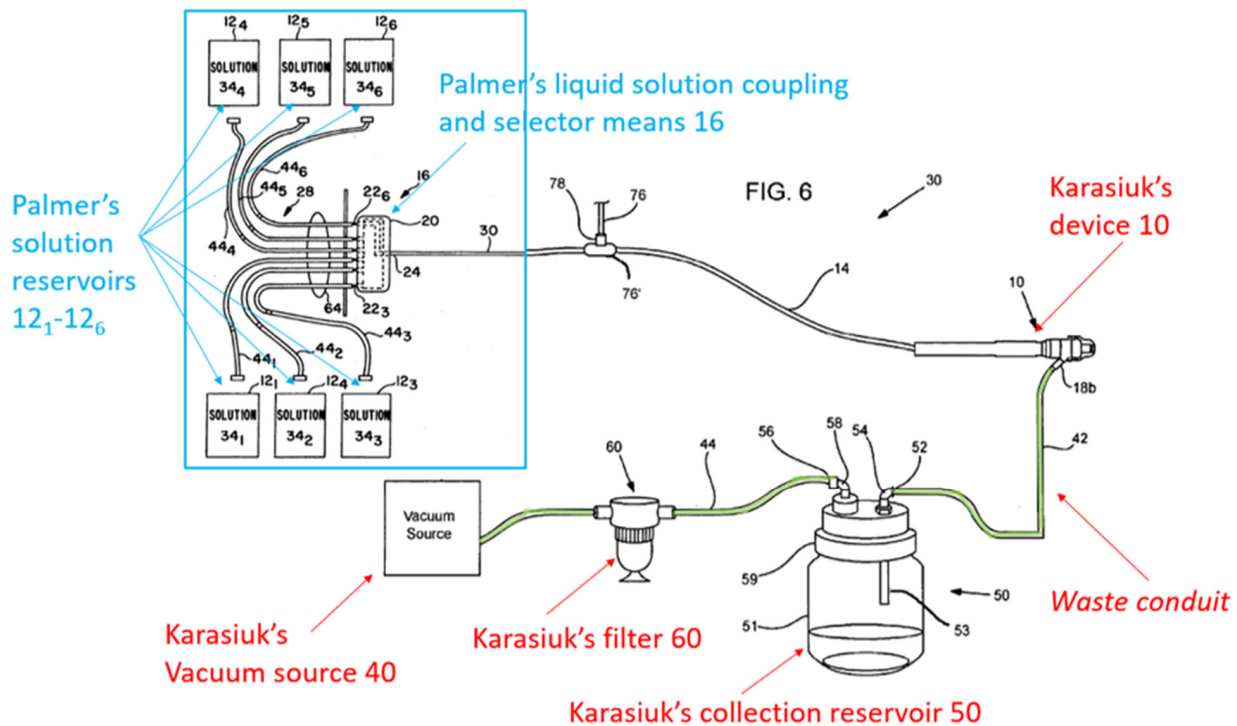 12₄
12₅
12₆
SOLUTION
34₄
SOLUTION
34₅
SOLUTION
34₆
Palmer's liquid solution coupling
and selector means 16
44₆
44₅
28
44₄
22₆
16
20
30
24
64
22₃
44₃
44₂
44₁
Palmer's
solution
reservoirs
12₁-12₆
12₁
12₄
12₃
SOLUTION
34₁
SOLUTION
34₂
SOLUTION
34₃
78
76
76'
FIG. 6
30
14
Karasiuk's
device 10
10
18b
42
Waste conduit
Vacuum
Source
Karasiuk's
Vacuum source 40
60
Karasiuk's filter 60
44
56
58
54
52
59
51
53
50
Karasiuk's collection reservoir 50